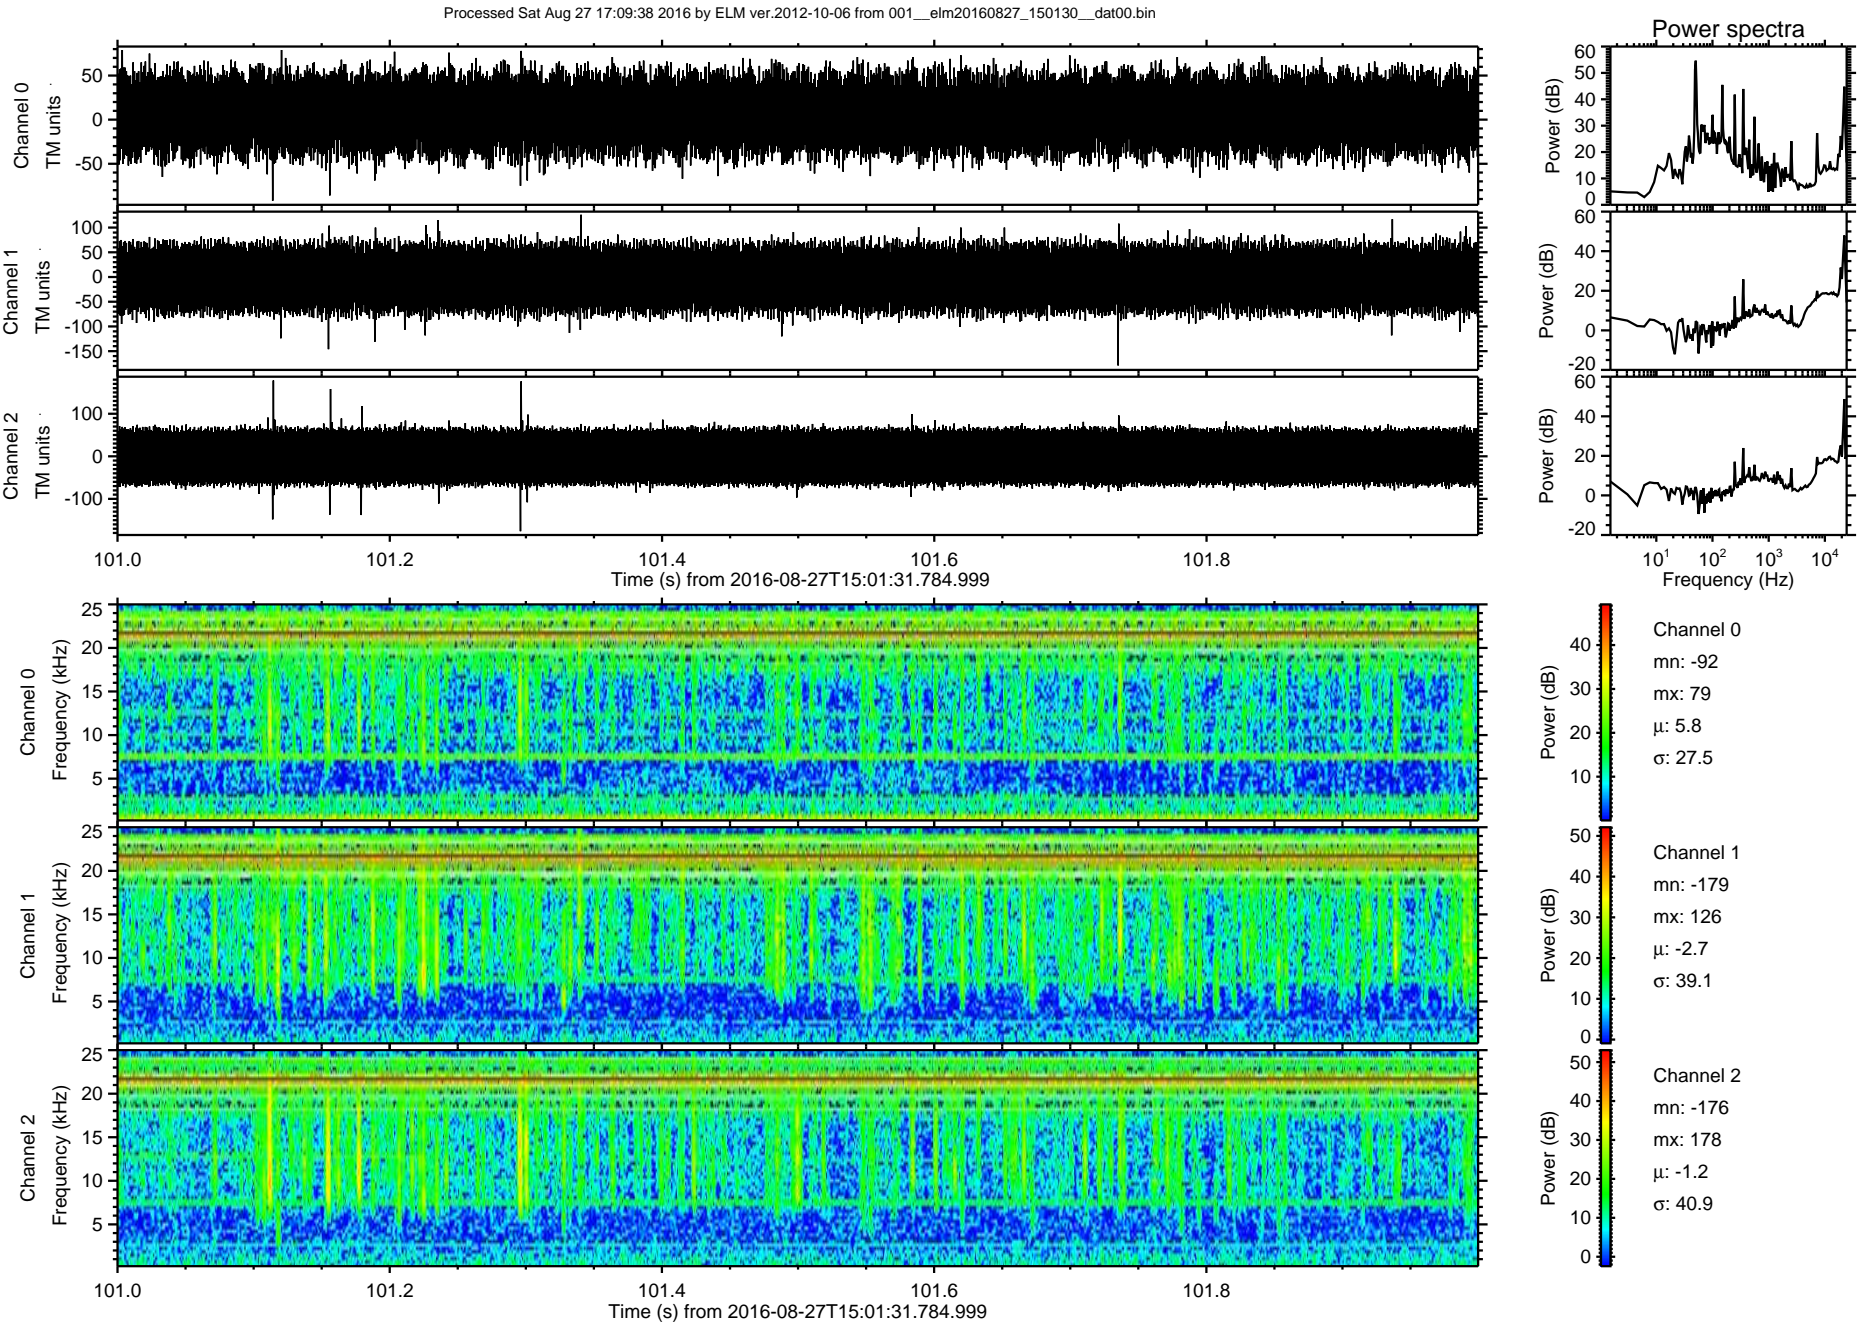 Processed Sat Aug 27 17:09:38 2016 by ELM ver.2012-10-06 from 001__elm20160827_150130__dat00.bin
Power spectra
Channel 0
TM units
50
0
-50
Power (dB)
60
50
40
30
20
10
0
Channel 1
TM units
100
50
0
-50
-100
-150
Power (dB)
60
40
20
0
-20
Channel 2
TM units
100
0
-100
Power (dB)
60
40
20
0
-20
101.0 101.2 101.4 101.6 101.8
Time (s) from 2016-08-27T15:01:31.784.999
10^1 10^2 10^3 10^4
Frequency (Hz)
Channel 0
Frequency (kHz)
25
20
15
10
5
Power (dB)
40
30
20
10
Channel 0
mn: -92
mx: 79
μ: 5.8
σ: 27.5
Channel 1
Frequency (kHz)
25
20
15
10
5
Power (dB)
50
40
30
20
10
0
Channel 1
mn: -179
mx: 126
μ: -2.7
σ: 39.1
Channel 2
Frequency (kHz)
25
20
15
10
5
Power (dB)
50
40
30
20
10
0
Channel 2
mn: -176
mx: 178
μ: -1.2
σ: 40.9
101.0 101.2 101.4 101.6 101.8
Time (s) from 2016-08-27T15:01:31.784.999